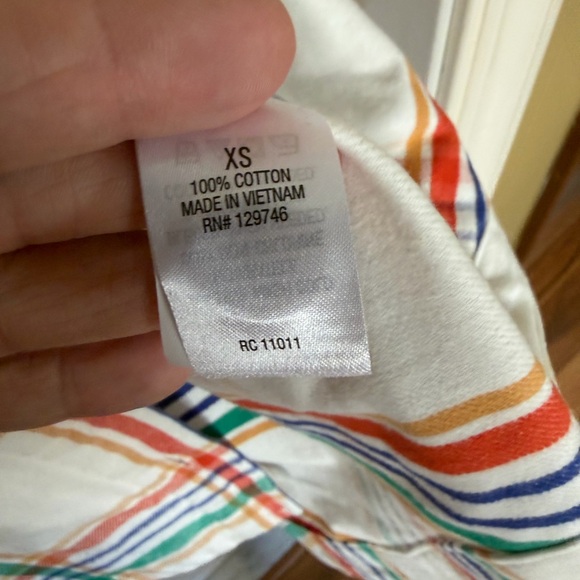 XS
100% COTTON
MADE IN VIETNAM
RN# 129746
RC 11011